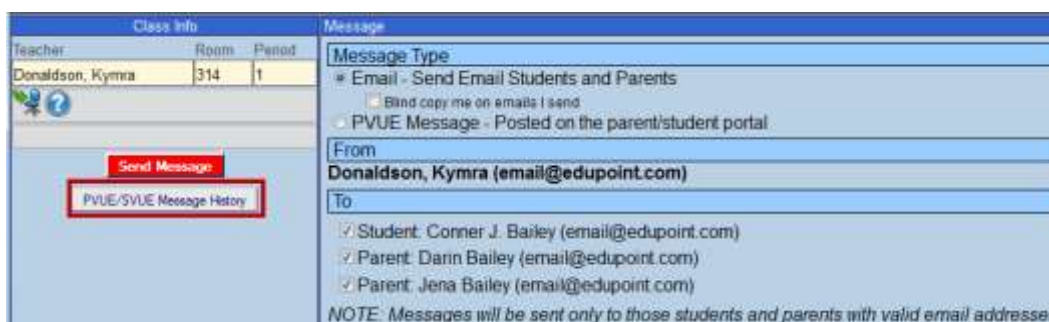 Class Info
Teacher Room Period
Donaldson, Kymra 314 1
Send Message
PVUE/SVUE Message History
Message
Message Type
Email - Send Email Students and Parents
Blind copy me on emails I send
PVUE Message - Posted on the parent/student portal
From
Donaldson, Kymra (email@edupoint.com)
To
Student: Conner J. Bailey (email@edupoint.com)
Parent: Darin Bailey (email@edupoint.com)
Parent: Jena Bailey (email@edupoint.com)
NOTE: Messages will be sent only to those students and parents with valid email addresse